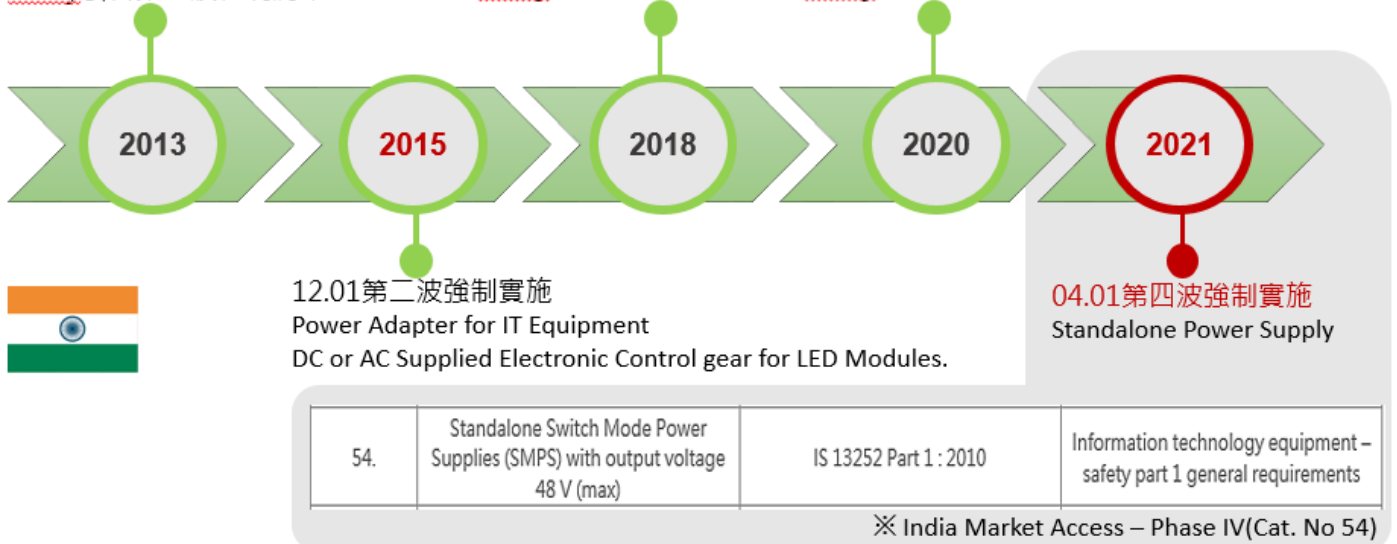 2013
2015
2018
2020
2021
12.01第二波強制實施
Power Adapter for IT Equipment
DC or AC Supplied Electronic Control gear for LED Modules.
04.01第四波強制實施
Standalone Power Supply
54.
Standalone Switch Mode Power
Supplies (SMPS) with output voltage
48 V (max)
IS 13252 Part 1 : 2010
Information technology equipment –
safety part 1 general requirements
※ India Market Access – Phase IV(Cat. No 54)